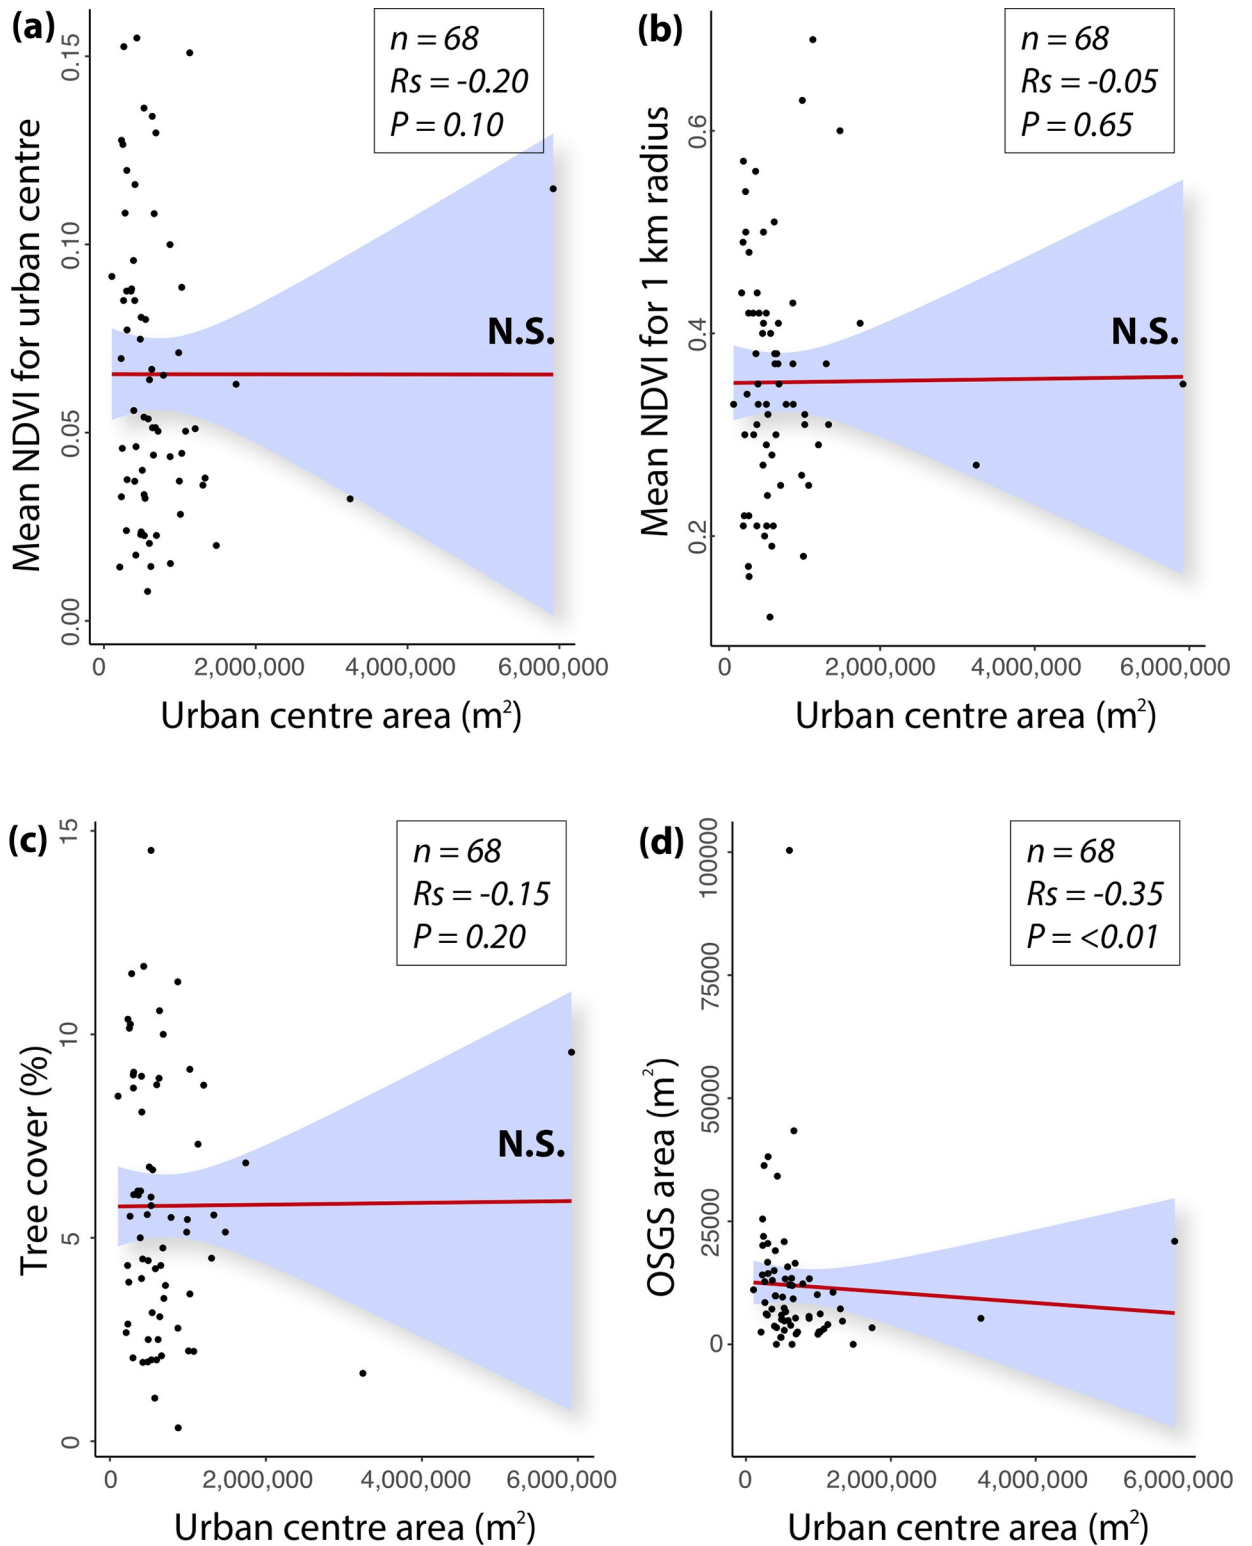 (a)
n = 68
Rs = -0.20
P = 0.10
Mean NDVI for urban centre
0.15
0.10
0.05
0.00
N.S.
0 2,000,000 4,000,000 6,000,000
Urban centre area (m²)
(b)
n = 68
Rs = -0.05
P = 0.65
Mean NDVI for 1 km radius
0.6
0.4
0.2
N.S.
0 2,000,000 4,000,000 6,000,000
Urban centre area (m²)
(c)
n = 68
Rs = -0.15
P = 0.20
Tree cover (%)
15
10
5
0
N.S.
0 2,000,000 4,000,000 6,000,000
Urban centre area (m²)
(d)
n = 68
Rs = -0.35
P = <0.01
OSGS area (m²)
100000
75000
50000
25000
0
0 2,000,000 4,000,000 6,000,000
Urban centre area (m²)